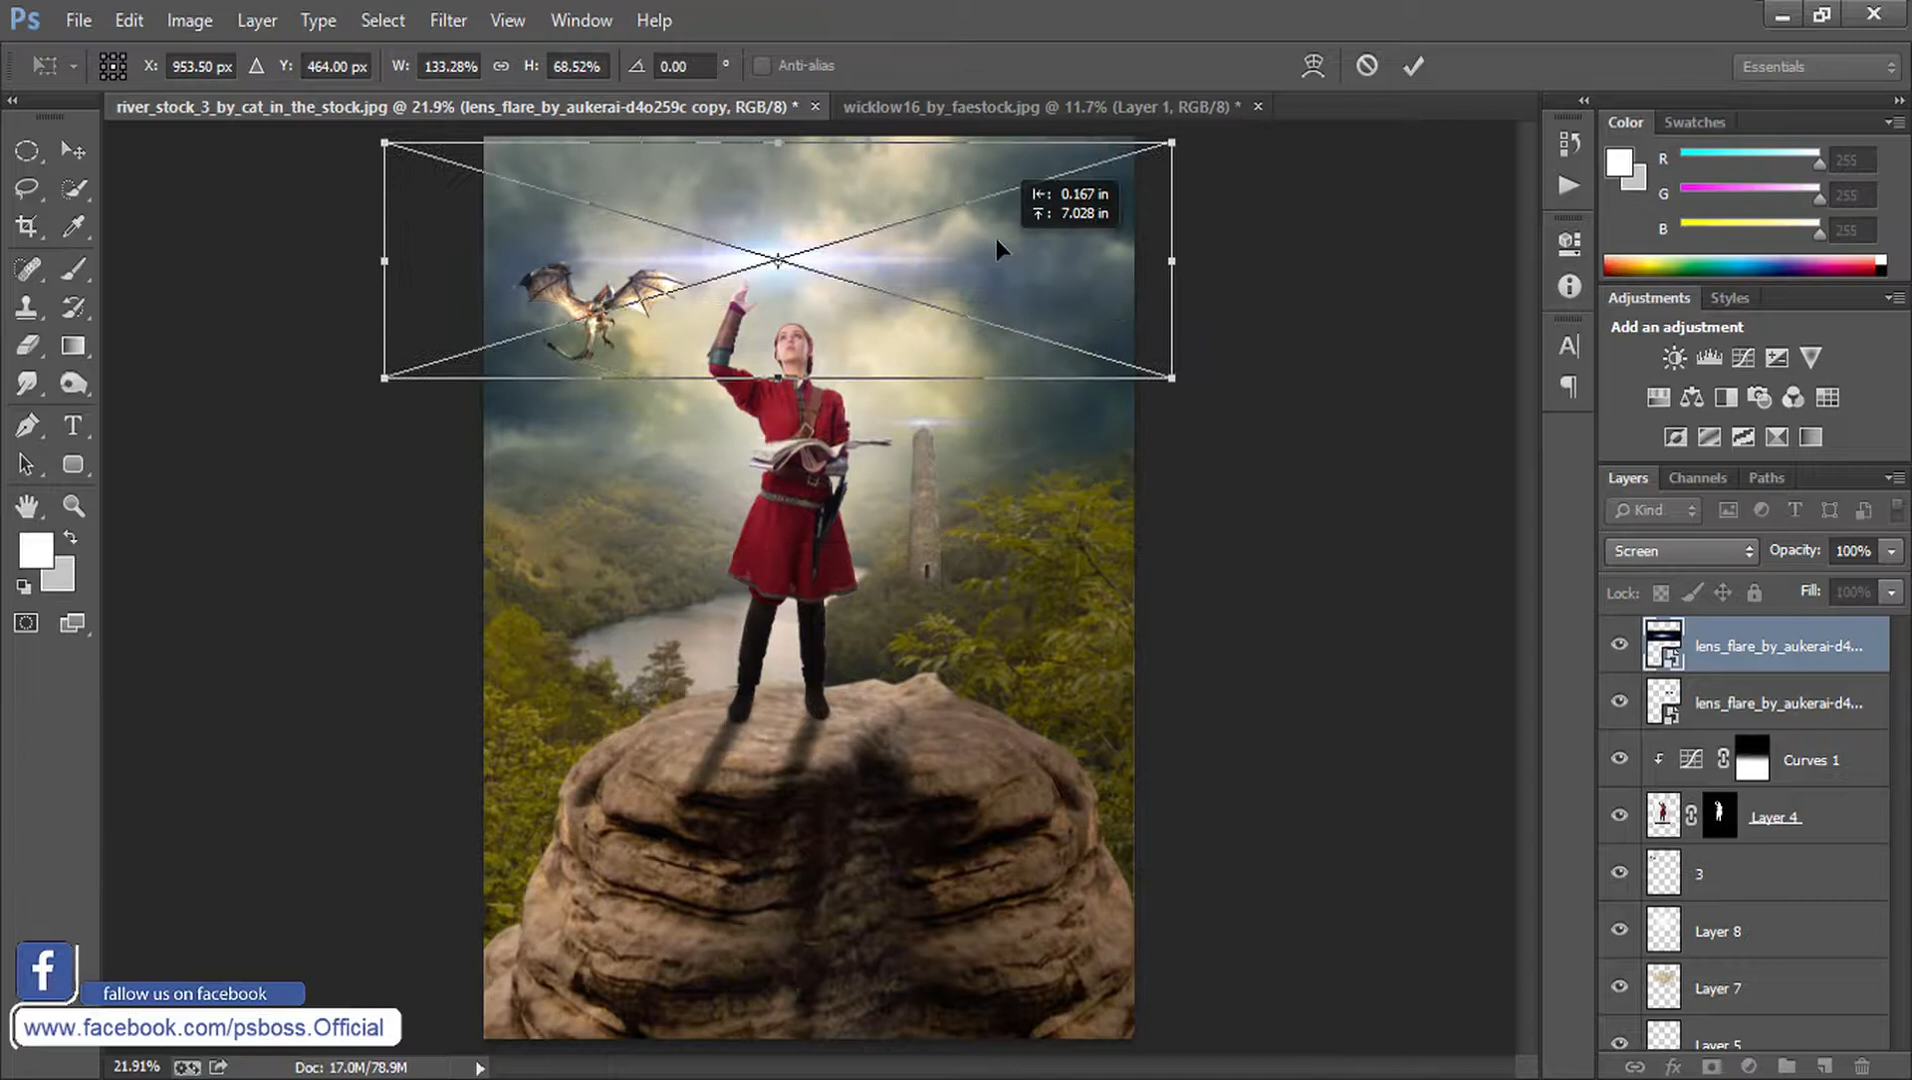 Ps File Edit Image Layer Type Select Filter View Window Help
X: 953.50 px Y: 464.00 px W: 133.28% H: 68.52% 0.00 ° Anti-alias Essentials
river_stock_3_by_cat_in_the_stock.jpg @ 21.9% (lens_flare_by_aukerai-d4o259c copy, RGB/8) * × wicklow16_by_faestock.jpg @ 11.7% (Layer 1, RGB/8) * ×
Color Swatches
R 255
G 255
B 255
0.167 in
7.028 in
Adjustments Styles
Add an adjustment
Layers Channels Paths
Kind
Screen Opacity: 100%
Lock: Fill: 100%
lens_flare_by_aukerai-d4...
lens_flare_by_aukerai-d4...
Curves 1
Layer 4
3
Layer 8
Layer 7
Layer 5
f
fallow us on facebook
www.facebook.com/psboss.Official
21.91% Doc: 17.0M/78.9M